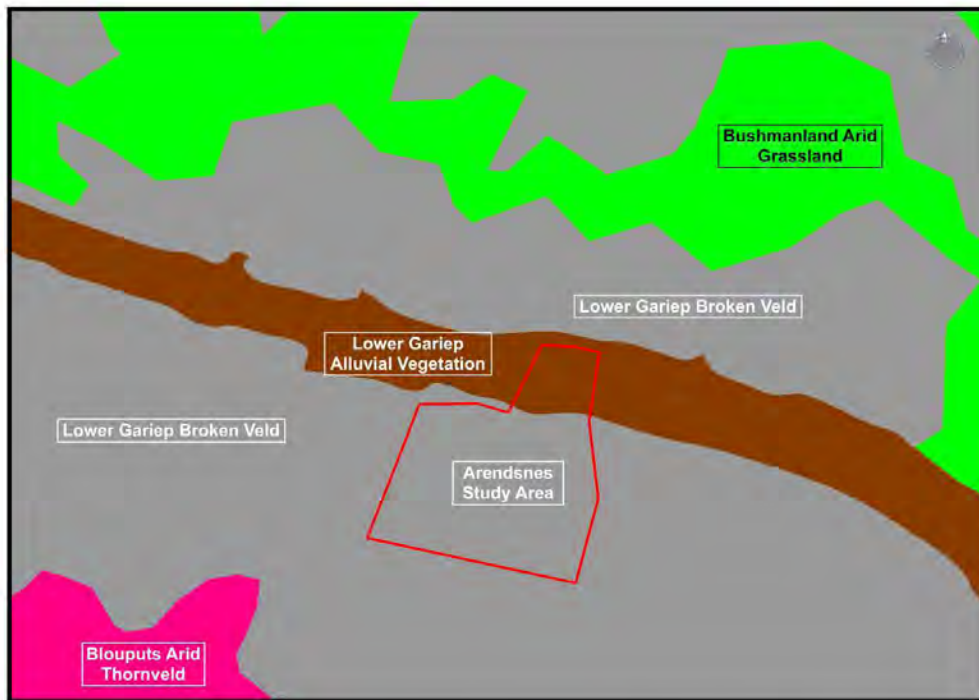 Bushmanland Arid
Grassland
Lower Gariep Broken Veld
Lower Gariep
Alluvial Vegetation
Lower Gariep Broken Veld
Arendsnes
Study Area
Blouputs Arid
Thornveld